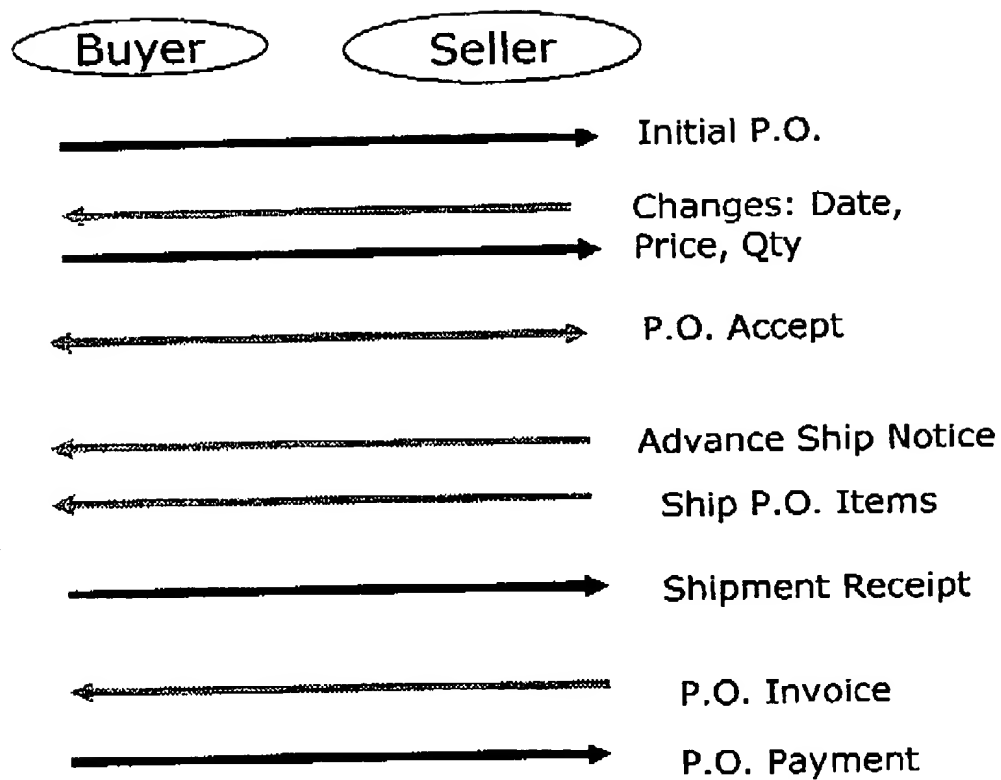 Buyer
Seller
Initial P.O.
Changes: Date,
Price, Qty
P.O. Accept
Advance Ship Notice
Ship P.O. Items
Shipment Receipt
P.O. Invoice
P.O. Payment